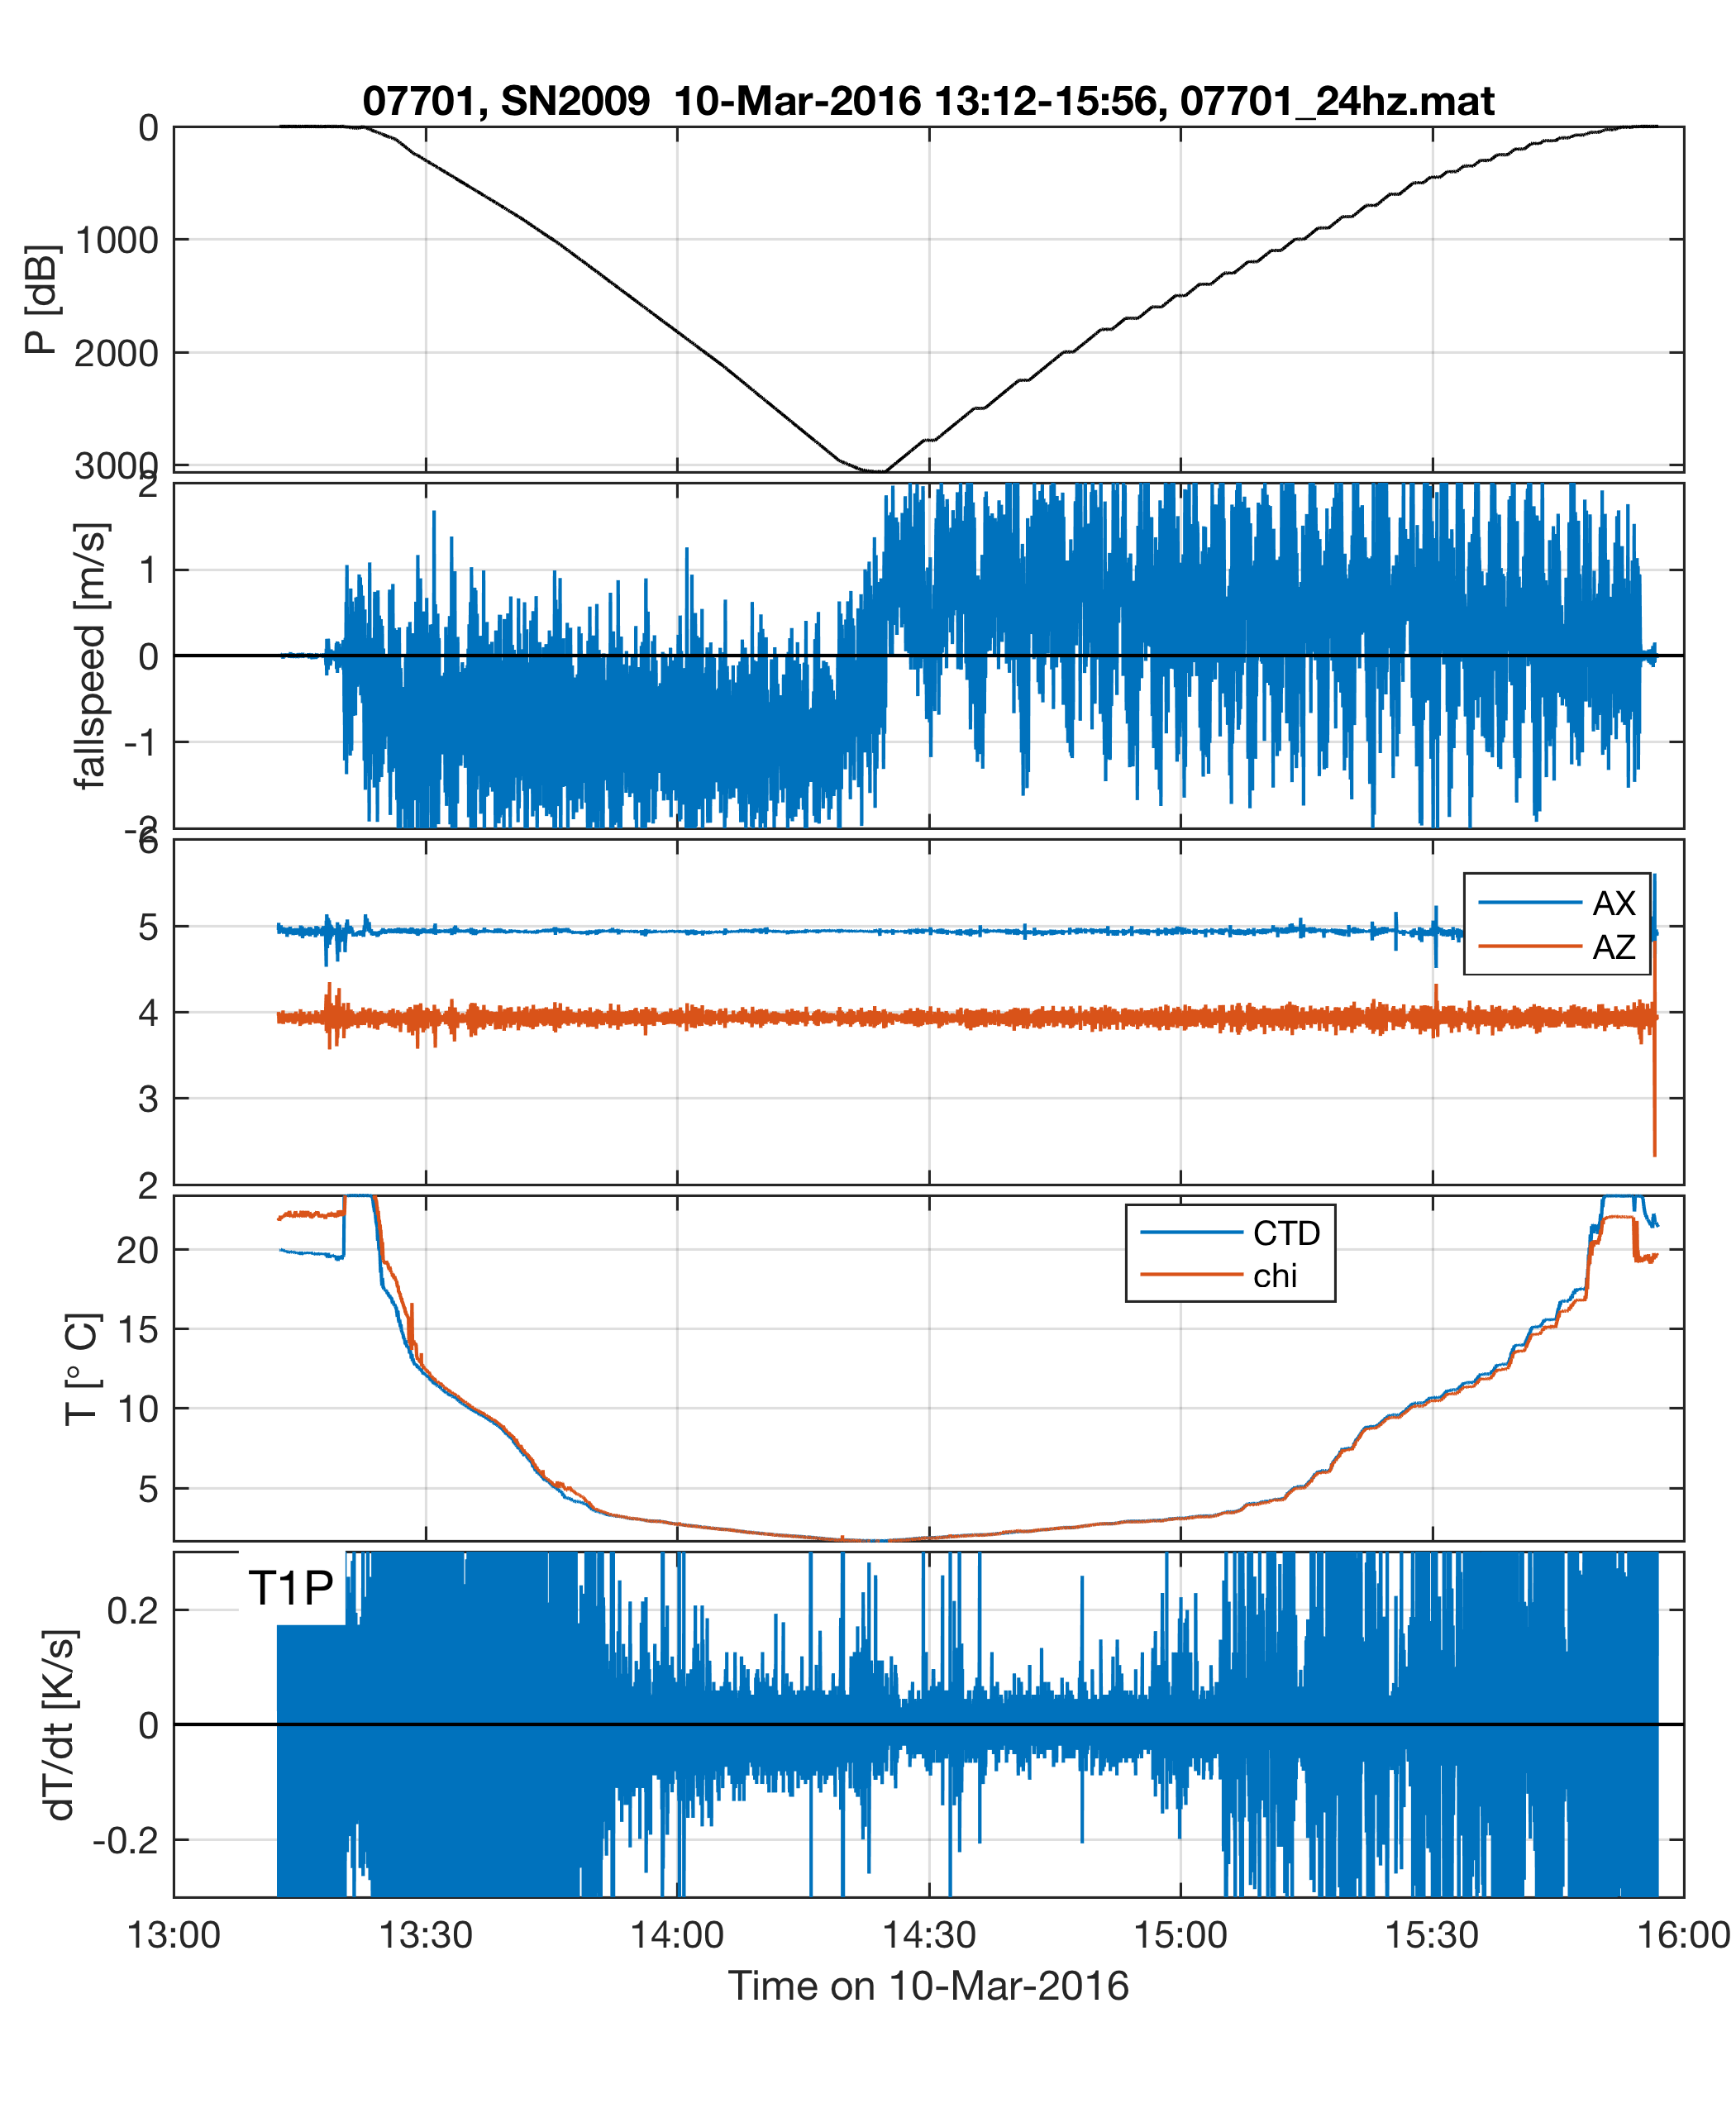 07701, SN2009  10-Mar-2016 13:12-15:56, 07701_24hz.mat
0
1000
2000
3000
P [dB]
2
1
0
-1
-2
fallspeed [m/s]
6
5
4
3
2
AX
AZ
20
15
10
5
T [° C]
CTD
chi
T1P
0.2
0
-0.2
dT/dt [K/s]
13:00 13:30 14:00 14:30 15:00 15:30 16:00
Time on 10-Mar-2016